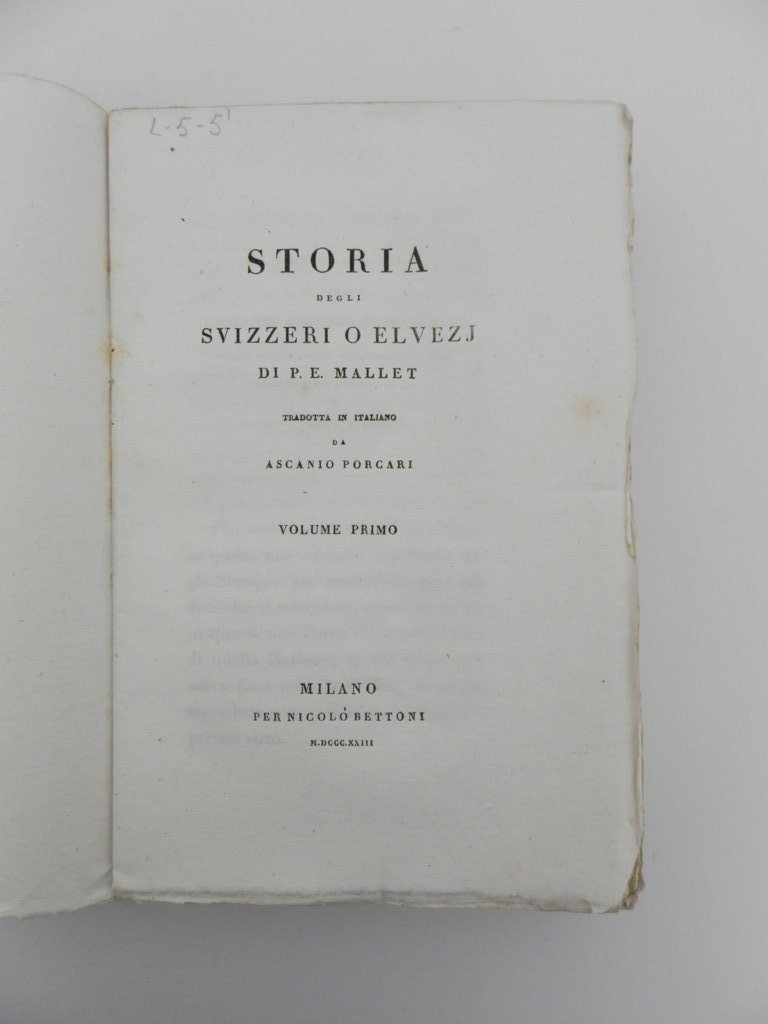 L-5-5'
STORIA
DEGLI
SVIZZERI O ELVEZJ
DI P. E. MALLET
TRADOTTA IN ITALIANO
DA
ASCANIO PORCARI
VOLUME PRIMO
MILANO
PER NICOLÒ BETTONI
M.DCCC.XXIII